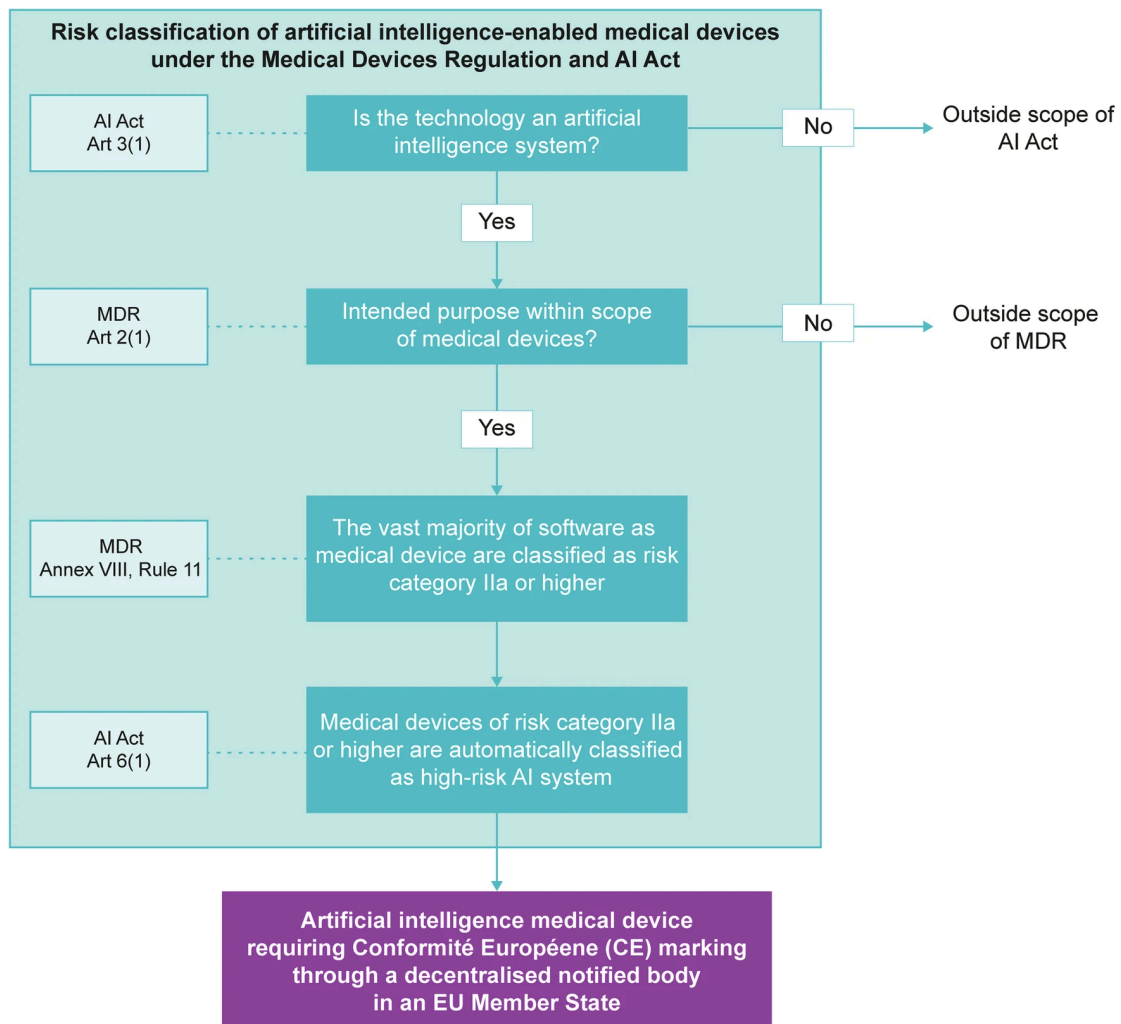 Risk classification of artificial intelligence-enabled medical devices
under the Medical Devices Regulation and AI Act
AI Act
Art 3(1)
Is the technology an artificial
intelligence system?
No
Outside scope of
AI Act
Yes
MDR
Art 2(1)
Intended purpose within scope
of medical devices?
No
Outside scope
of MDR
Yes
MDR
Annex VIII, Rule 11
The vast majority of software as
medical device are classified as risk
category IIa or higher
AI Act
Art 6(1)
Medical devices of risk category IIa
or higher are automatically classified
as high-risk AI system
Artificial intelligence medical device
requiring Conformité Européene (CE) marking
through a decentralised notified body
in an EU Member State